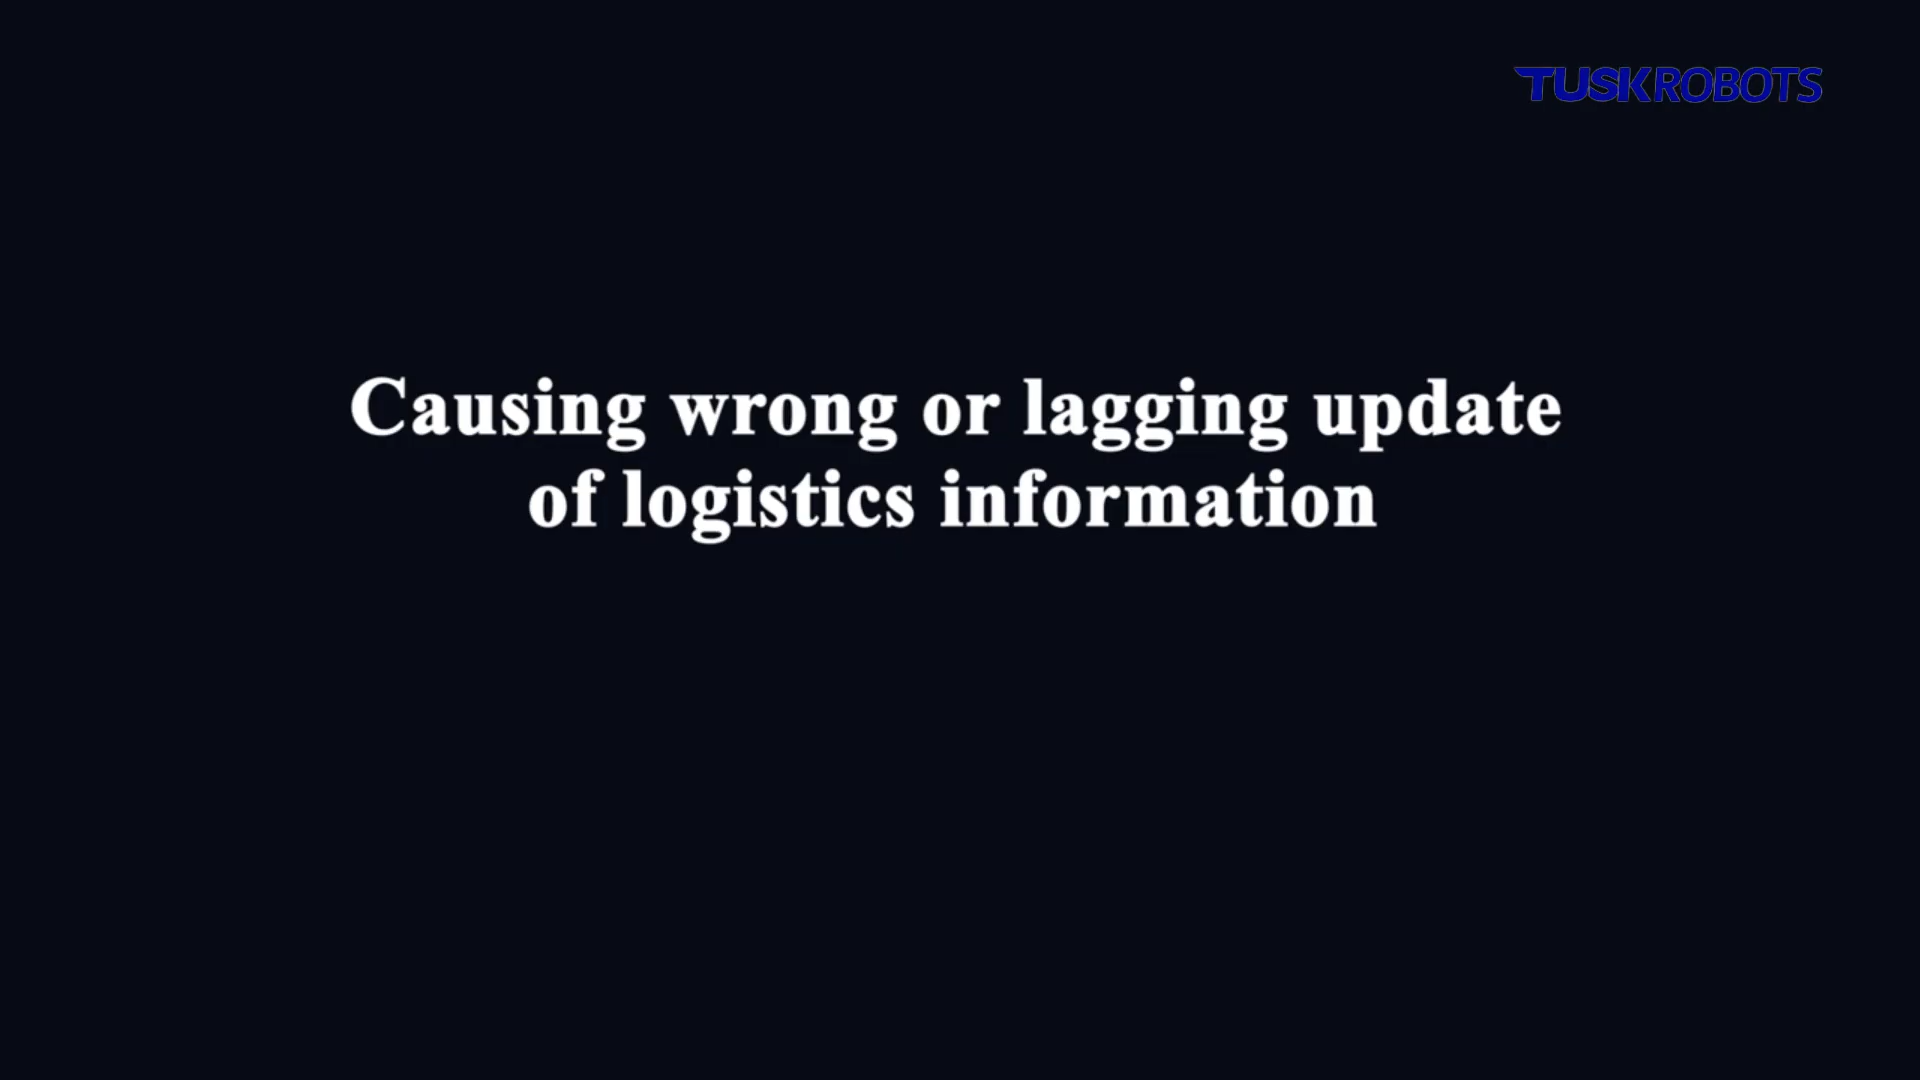 TUSKROBOTS
Causing wrong or lagging update
of logistics information